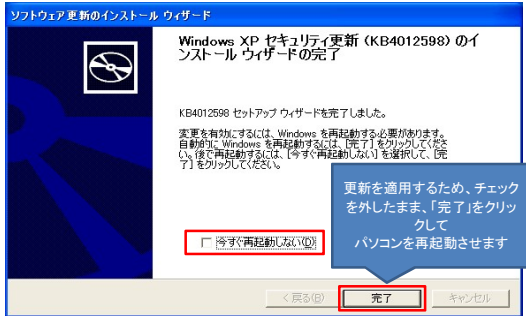 ソフトウェア更新のインストール ウィザード
Windows XP セキュリティ更新 (KB4012598) のイ
ンストール ウィザードの完了
KB4012598 セットアップ ウィザードを完了しました。
変更を有効にするには、Windows を再起動する必要があります。
自動的に Windows を再起動するには、[完了] をクリックしてくださ
い。後で再起動するには、[今すぐ再起動しない] を選択して、[完
了] をクリックしてください。
更新を適用するため、チェック
を外したまま、「完了」をクリッ
クして
パソコンを再起動させます
今すぐ再起動しない(D)
< 戻る(B)
完了
キャンセル